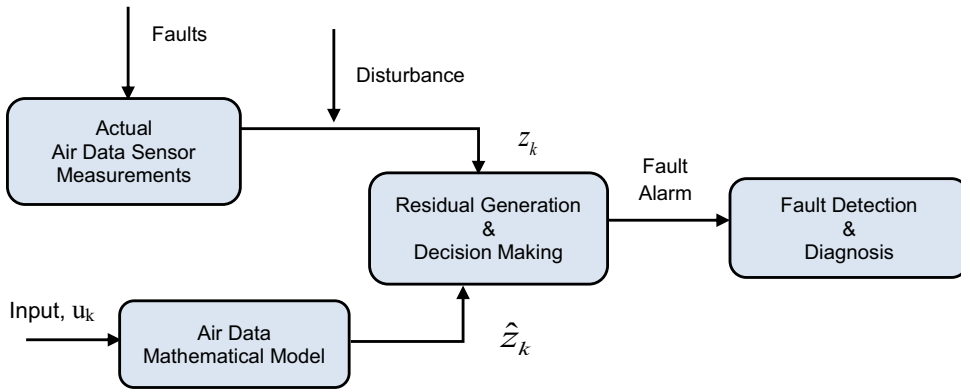 Faults
Disturbance
Actual
Air Data Sensor
Measurements
z_k
Fault
Alarm
Residual Generation
&
Decision Making
Fault Detection
&
Diagnosis
Input, u_k
Air Data
Mathematical Model
ẑ_k